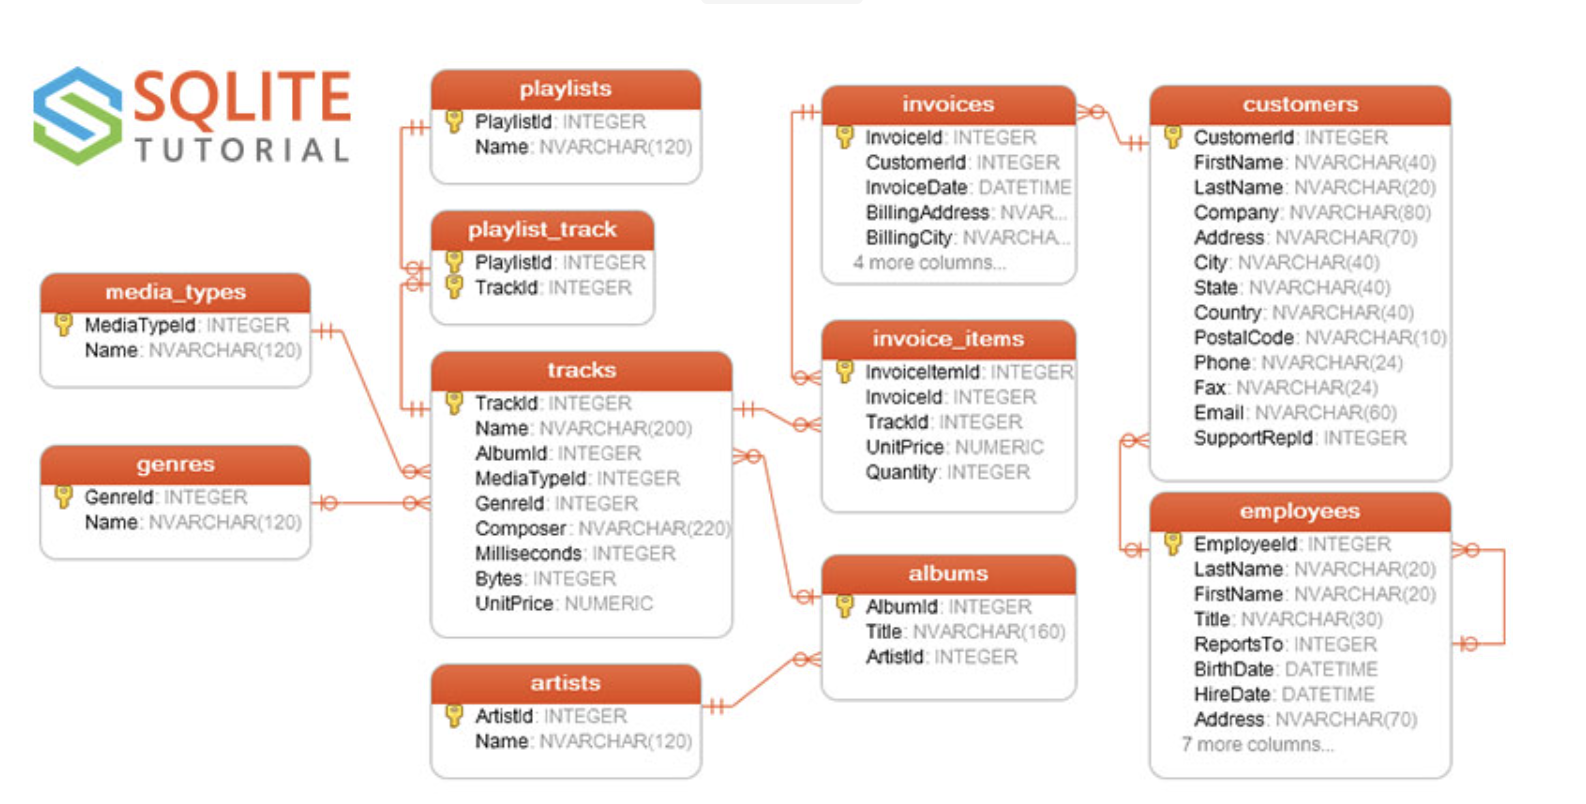 SQLITE
TUTORIAL
playlists
PlaylistId: INTEGER
Name: NVARCHAR(120)
playlist_track
PlaylistId: INTEGER
TrackId: INTEGER
media_types
MediaTypeId: INTEGER
Name: NVARCHAR(120)
genres
GenreId: INTEGER
Name: NVARCHAR(120)
tracks
TrackId: INTEGER
Name: NVARCHAR(200)
AlbumId: INTEGER
MediaTypeId: INTEGER
GenreId: INTEGER
Composer: NVARCHAR(220)
Milliseconds: INTEGER
Bytes: INTEGER
UnitPrice: NUMERIC
artists
ArtistId: INTEGER
Name: NVARCHAR(120)
invoices
InvoiceId: INTEGER
CustomerId: INTEGER
InvoiceDate: DATETIME
BillingAddress: NVAR...
BillingCity: NVARCHA...
4 more columns...
invoice_items
InvoiceItemId: INTEGER
InvoiceId: INTEGER
TrackId: INTEGER
UnitPrice: NUMERIC
Quantity: INTEGER
albums
AlbumId: INTEGER
Title: NVARCHAR(160)
ArtistId: INTEGER
customers
CustomerId: INTEGER
FirstName: NVARCHAR(40)
LastName: NVARCHAR(20)
Company: NVARCHAR(80)
Address: NVARCHAR(70)
City: NVARCHAR(40)
State: NVARCHAR(40)
Country: NVARCHAR(40)
PostalCode: NVARCHAR(10)
Phone: NVARCHAR(24)
Fax: NVARCHAR(24)
Email: NVARCHAR(60)
SupportRepId: INTEGER
employees
EmployeeId: INTEGER
LastName: NVARCHAR(20)
FirstName: NVARCHAR(20)
Title: NVARCHAR(30)
ReportsTo: INTEGER
BirthDate: DATETIME
HireDate: DATETIME
Address: NVARCHAR(70)
7 more columns...